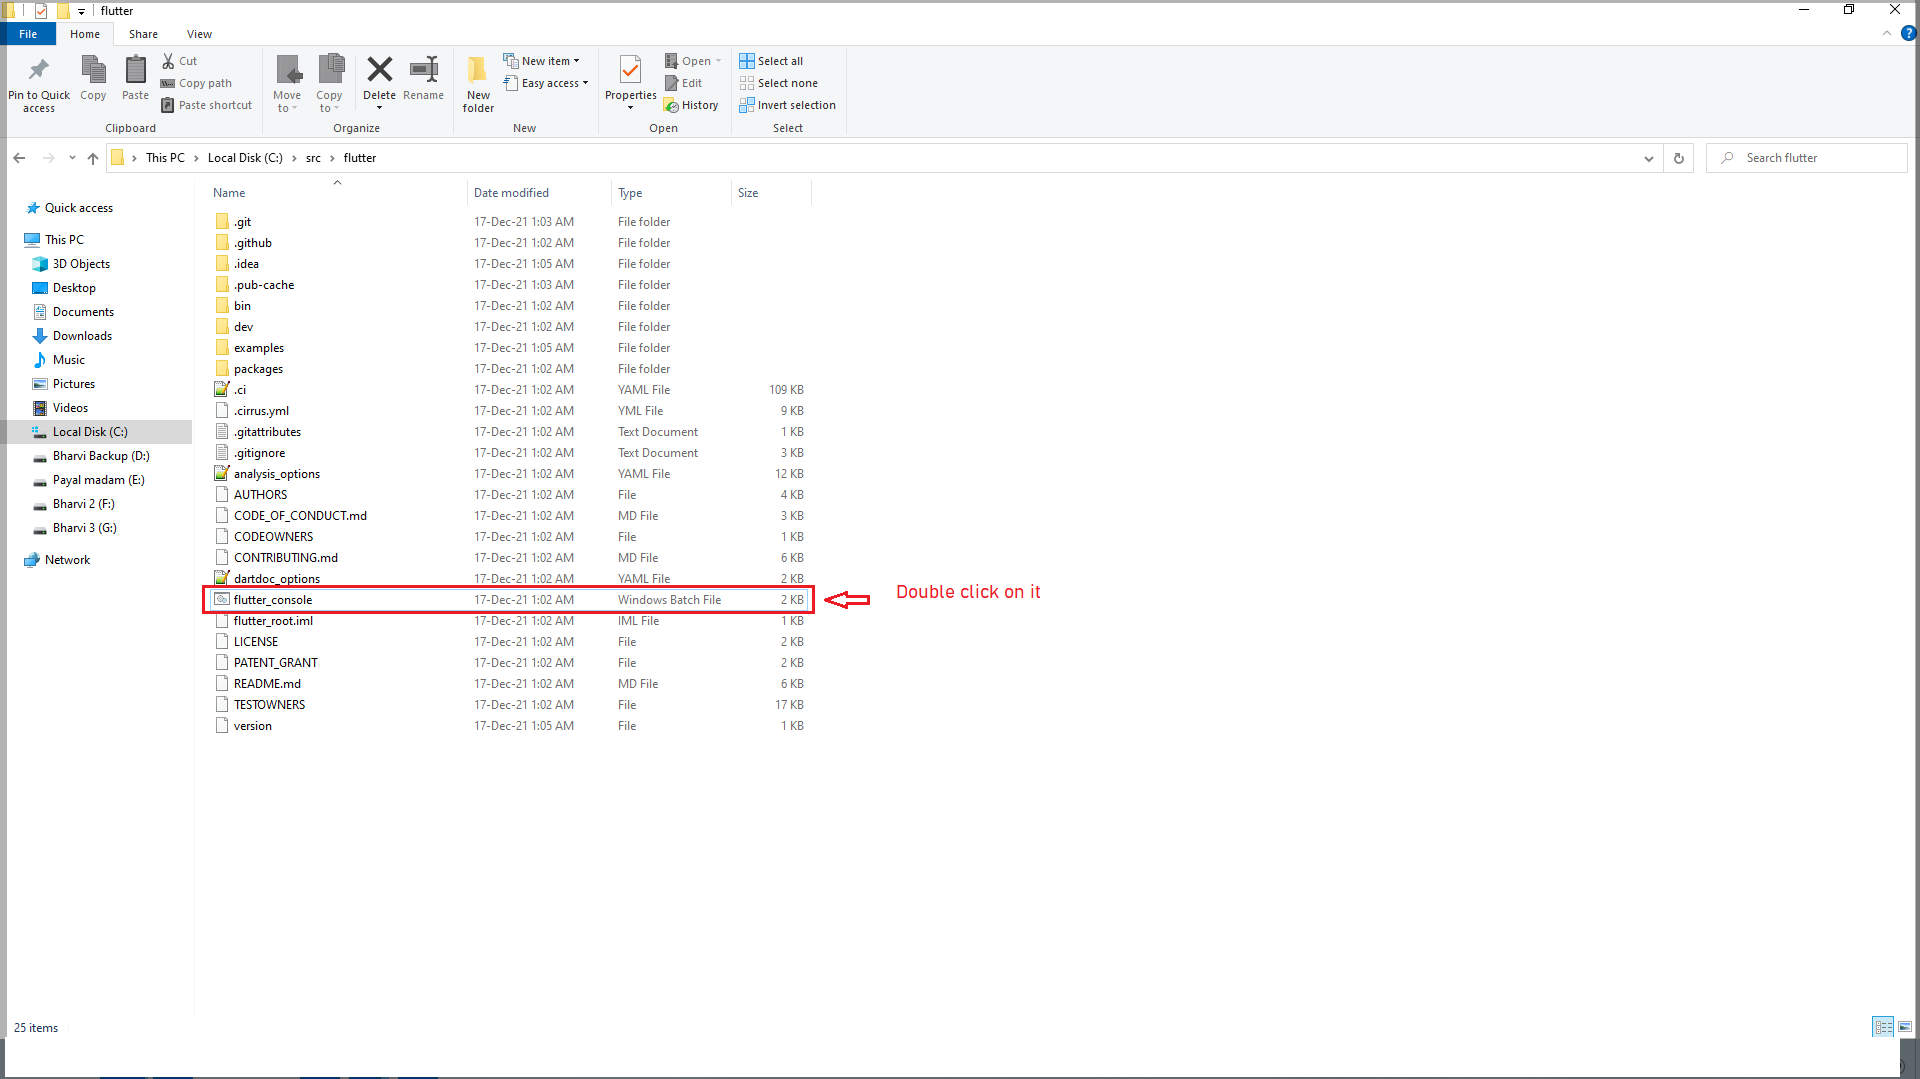 flutter
File Home Share View
Pin to Quick access
Copy
Paste
Cut
Copy path
Paste shortcut
Clipboard
Move to
Copy to
Delete
Rename
Organize
New folder
New item
Easy access
New
Properties
Open
Edit
History
Open
Select all
Select none
Invert selection
Select
This PC > Local Disk (C:) > src > flutter
Search flutter
Quick access
This PC
3D Objects
Desktop
Documents
Downloads
Music
Pictures
Videos
Local Disk (C:)
Bharvi Backup (D:)
Payal madam (E:)
Bharvi 2 (F:)
Bharvi 3 (G:)
Network
Name Date modified Type Size
.git 17-Dec-21 1:03 AM File folder
.github 17-Dec-21 1:02 AM File folder
.idea 17-Dec-21 1:05 AM File folder
.pub-cache 17-Dec-21 1:03 AM File folder
bin 17-Dec-21 1:02 AM File folder
dev 17-Dec-21 1:02 AM File folder
examples 17-Dec-21 1:05 AM File folder
packages 17-Dec-21 1:02 AM File folder
.ci 17-Dec-21 1:02 AM YAML File 109 KB
.cirrus.yml 17-Dec-21 1:02 AM YML File 9 KB
.gitattributes 17-Dec-21 1:02 AM Text Document 1 KB
.gitignore 17-Dec-21 1:02 AM Text Document 3 KB
analysis_options 17-Dec-21 1:02 AM YAML File 12 KB
AUTHORS 17-Dec-21 1:02 AM File 4 KB
CODE_OF_CONDUCT.md 17-Dec-21 1:02 AM MD File 3 KB
CODEOWNERS 17-Dec-21 1:02 AM File 1 KB
CONTRIBUTING.md 17-Dec-21 1:02 AM MD File 6 KB
dartdoc_options 17-Dec-21 1:02 AM YAML File 2 KB
flutter_console 17-Dec-21 1:02 AM Windows Batch File 2 KB
Double click on it
flutter_root.iml 17-Dec-21 1:02 AM IML File 1 KB
LICENSE 17-Dec-21 1:02 AM File 2 KB
PATENT_GRANT 17-Dec-21 1:02 AM File 2 KB
README.md 17-Dec-21 1:02 AM MD File 6 KB
TESTOWNERS 17-Dec-21 1:02 AM File 17 KB
version 17-Dec-21 1:05 AM File 1 KB
25 items